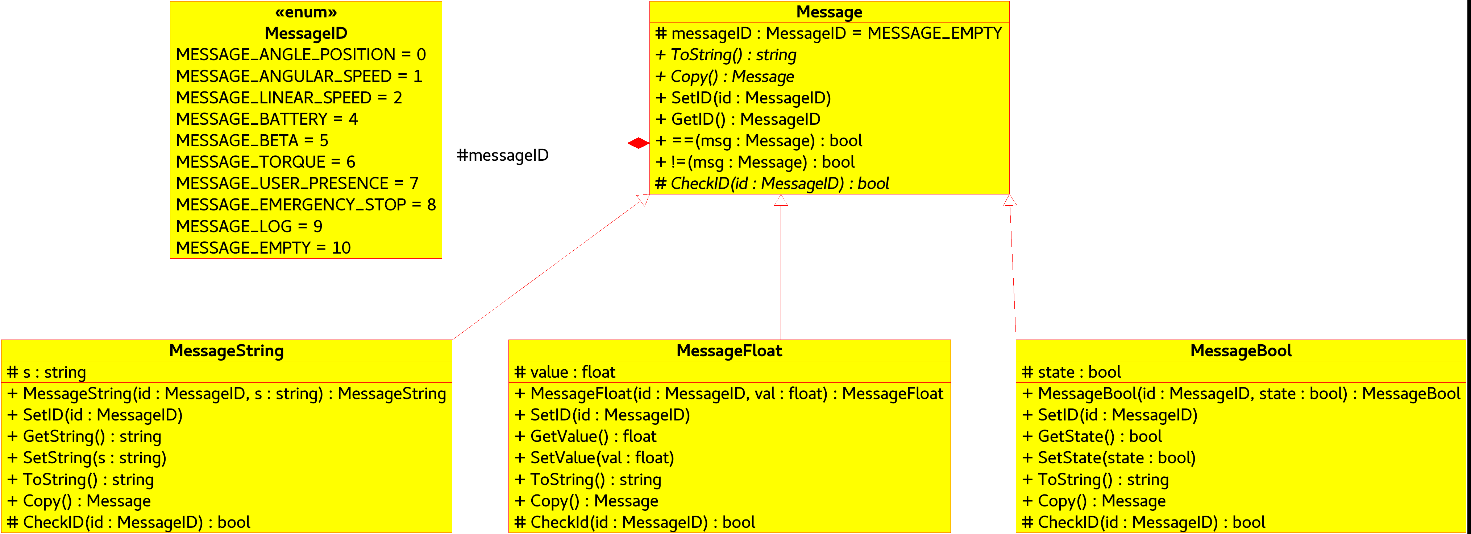 «enum»
MessageID
MESSAGE_ANGLE_POSITION = 0
MESSAGE_ANGULAR_SPEED = 1
MESSAGE_LINEAR_SPEED = 2
MESSAGE_BATTERY = 4
MESSAGE_BETA = 5
MESSAGE_TORQUE = 6
MESSAGE_USER_PRESENCE = 7
MESSAGE_EMERGENCY_STOP = 8
MESSAGE_LOG = 9
MESSAGE_EMPTY = 10
#messageID
Message
# messageID : MessageID = MESSAGE_EMPTY
+ ToString() : string
+ Copy() : Message
+ SetID(id : MessageID)
+ GetID() : MessageID
+ ==(msg : Message) : bool
+ !=(msg : Message) : bool
# CheckID(id : MessageID) : bool
MessageString
# s : string
+ MessageString(id : MessageID, s : string) : MessageString
+ SetID(id : MessageID)
+ GetString() : string
+ SetString(s : string)
+ ToString() : string
+ Copy() : Message
# CheckID(id : MessageID) : bool
MessageFloat
# value : float
+ MessageFloat(id : MessageID, val : float) : MessageFloat
+ SetID(id : MessageID)
+ GetValue() : float
+ SetValue(val : float)
+ ToString() : string
+ Copy() : Message
# CheckId(id : MessageID) : bool
MessageBool
# state : bool
+ MessageBool(id : MessageID, state : bool) : MessageBool
+ SetID(id : MessageID)
+ GetState() : bool
+ SetState(state : bool)
+ ToString() : string
+ Copy() : Message
# CheckID(id : MessageID) : bool